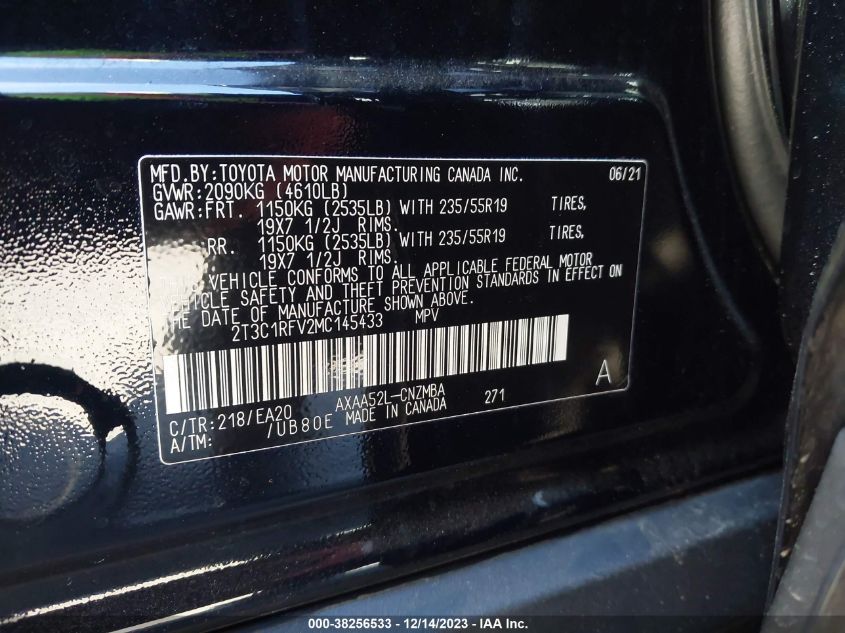 MFD.BY:TOYOTA MOTOR MANUFACTURING CANADA INC. 06/21
GVWR:2090KG (4610LB)
GAWR:FRT. 1150KG (2535LB) WITH 235/55R19 TIRES,
19X7 1/2J RIMS.
RR. 1150KG (2535LB) WITH 235/55R19 TIRES,
19X7 1/2J RIMS.
THIS VEHICLE CONFORMS TO ALL APPLICABLE FEDERAL MOTOR
VEHICLE SAFETY AND THEFT PREVENTION STANDARDS IN EFFECT ON
THE DATE OF MANUFACTURE SHOWN ABOVE.
2T3C1RFV2MC145433 MPV
A
C/TR:218/EA20 AXAA52L-CNZMBA 271
A/TM: /UB80E MADE IN CANADA
000-38256533 - 12/14/2023 - IAA Inc.